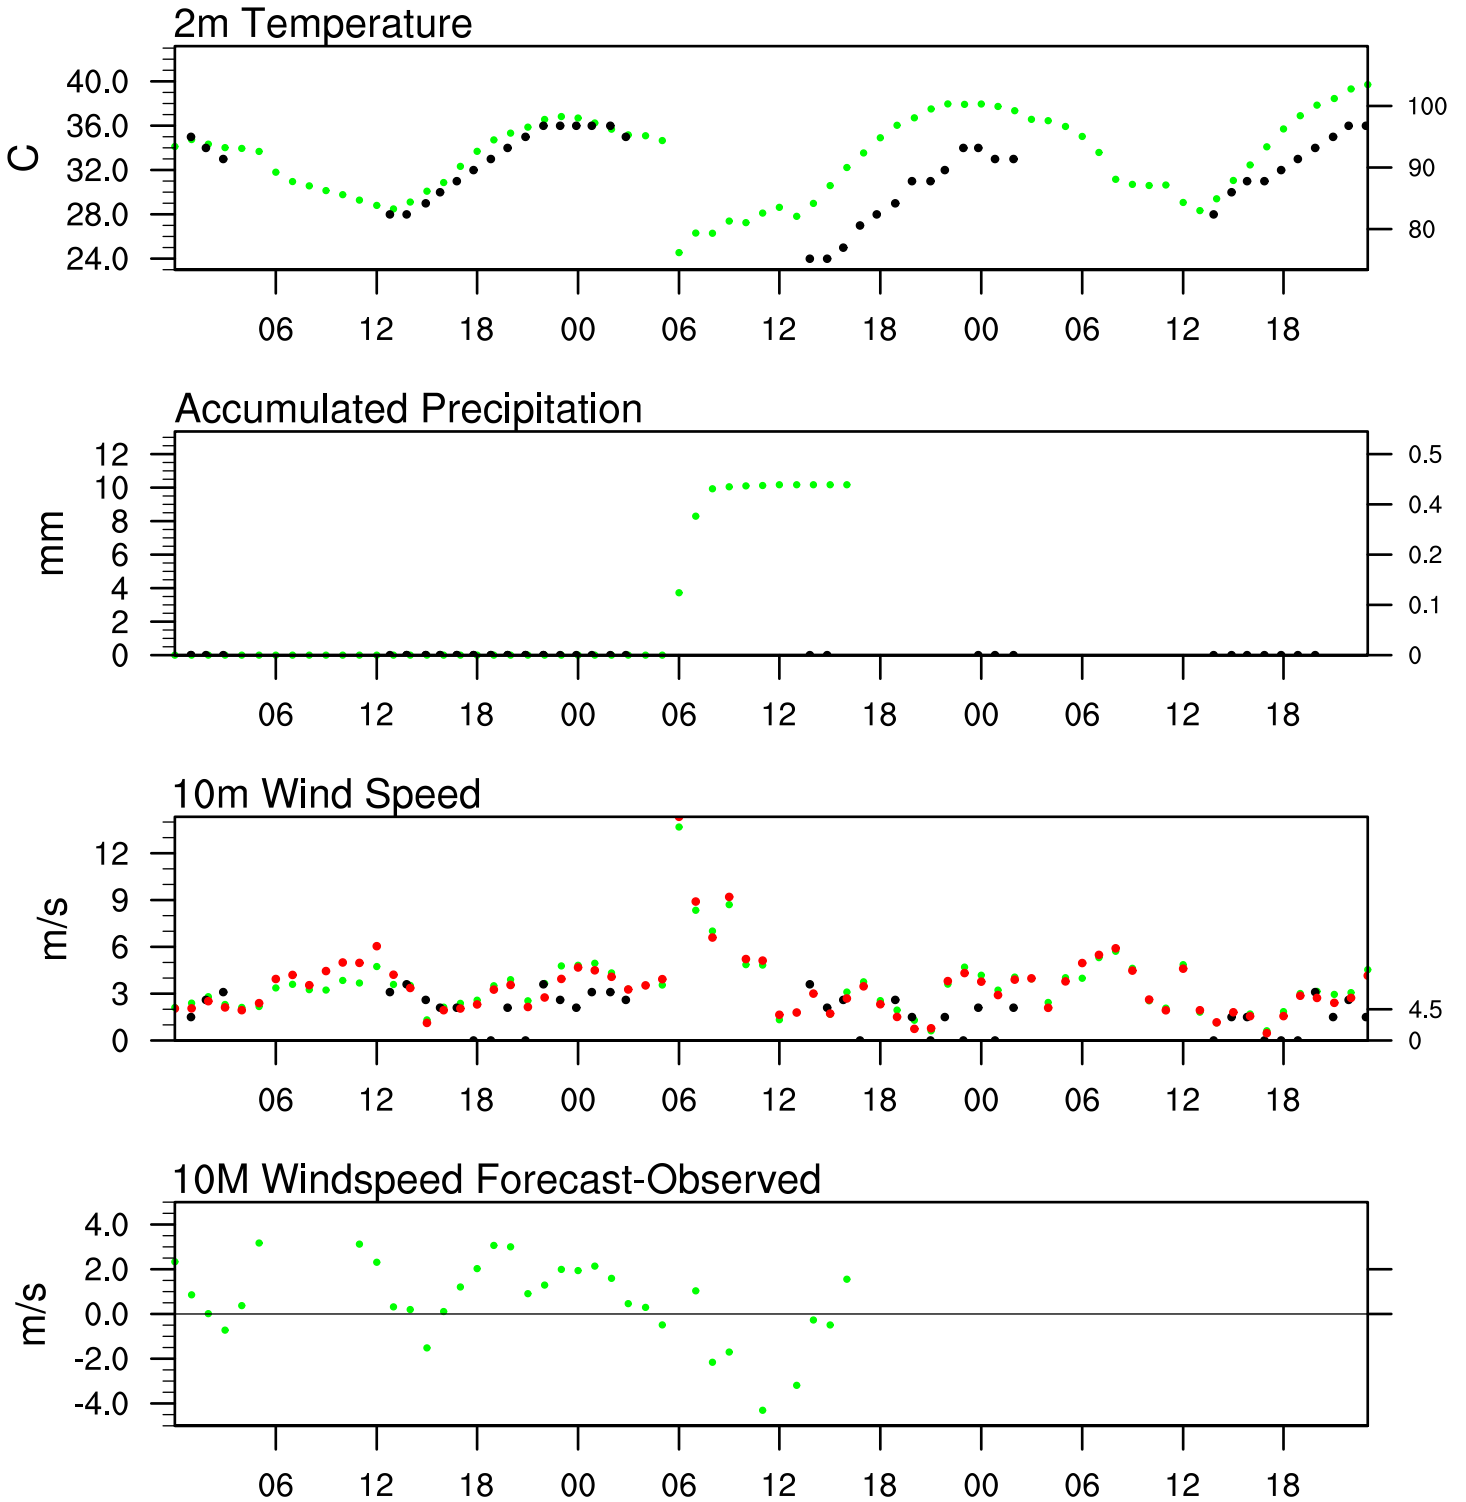 2m Temperature
40.0
36.0
32.0
28.0
24.0
C
100
90
80
06 12 18 00 06 12 18 00 06 12 18
Accumulated Precipitation
12
10
8
6
4
2
0
mm
0.5
0.4
0.2
0.1
0
06 12 18 00 06 12 18 00 06 12 18
10m Wind Speed
12
9
6
3
0
m/s
4.5
0
06 12 18 00 06 12 18 00 06 12 18
10M Windspeed Forecast-Observed
4.0
2.0
0.0
-2.0
-4.0
m/s
06 12 18 00 06 12 18 00 06 12 18